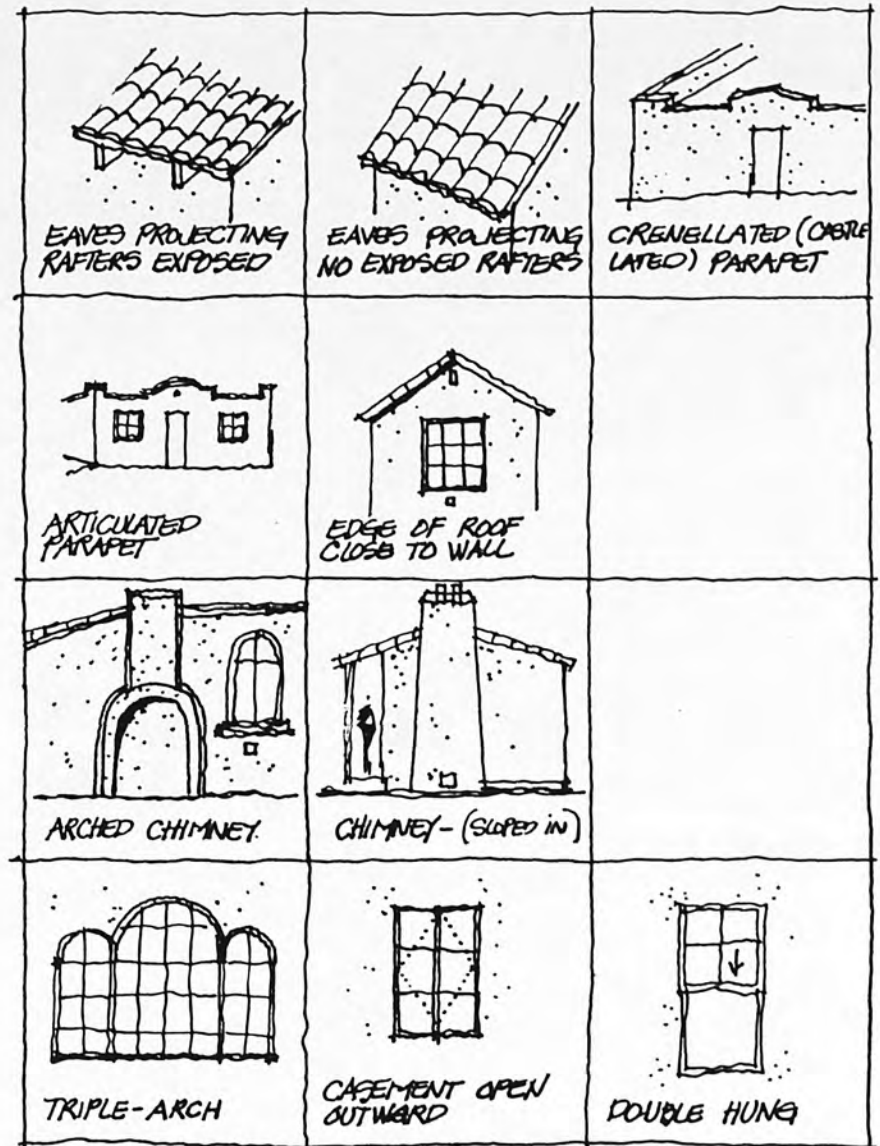 EAVES PROJECTING
RAFTERS EXPOSED
EAVES PROJECTING
NO EXPOSED RAFTERS
CRENELLATED (CASTLE
LATED) PARAPET
ARTICULATED
PARAPET
EDGE OF ROOF
CLOSE TO WALL
ARCHED CHIMNEY.
CHIMNEY- (SLOPED IN)
TRIPLE-ARCH
CASEMENT OPEN
OUTWARD
DOUBLE HUNG